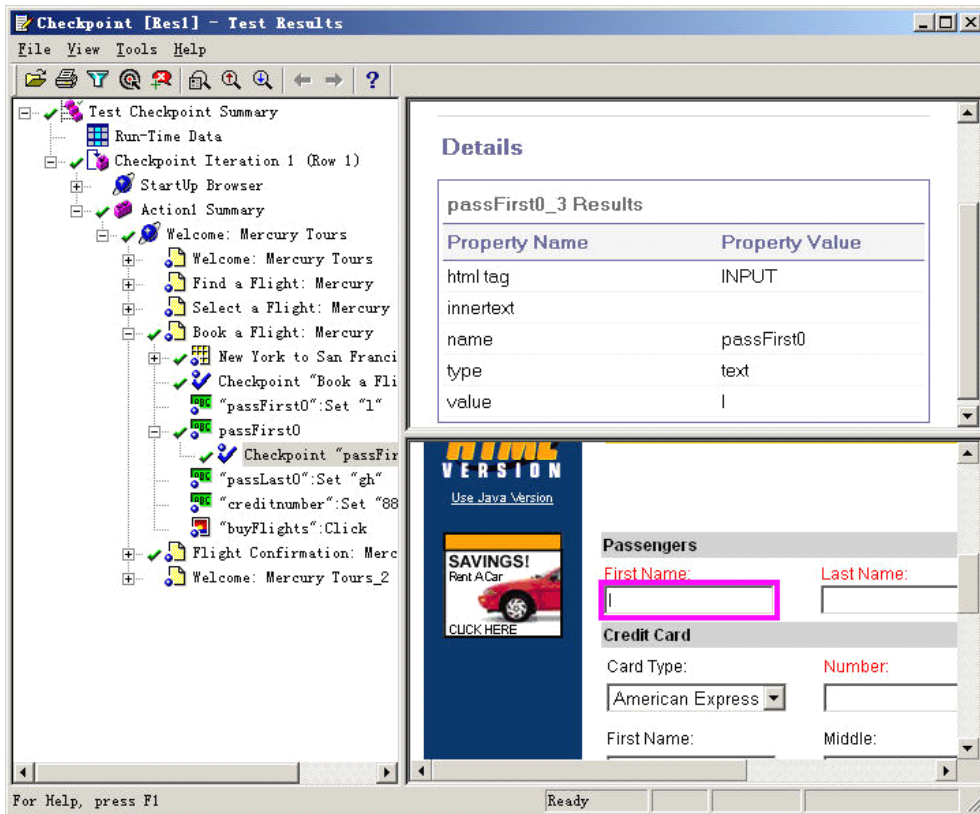 Checkpoint [Res1] - Test Results
File View Tools Help
Test Checkpoint Summary
Run-Time Data
Checkpoint Iteration 1 (Row 1)
StartUp Browser
Action1 Summary
Welcome: Mercury Tours
Welcome: Mercury Tours
Find a Flight: Mercury
Select a Flight: Mercury
Book a Flight: Mercury
New York to San Franci
Checkpoint "Book a Fli
"passFirst0":Set "l"
passFirst0
Checkpoint "passFir
"passLast0":Set "gh"
"creditnumber":Set "88
"buyFlights":Click
Flight Confirmation: Merc
Welcome: Mercury Tours_2
Details
passFirst0_3 Results
Property Name Property Value
html tag INPUT
innertext
name passFirst0
type text
value l
HTML
VERSION
Use Java Version
SAVINGS!
Rent A Car
CLICK HERE
Passengers
First Name: Last Name:
l
Credit Card
Card Type: Number:
American Express
First Name: Middle:
For Help, press F1 Ready